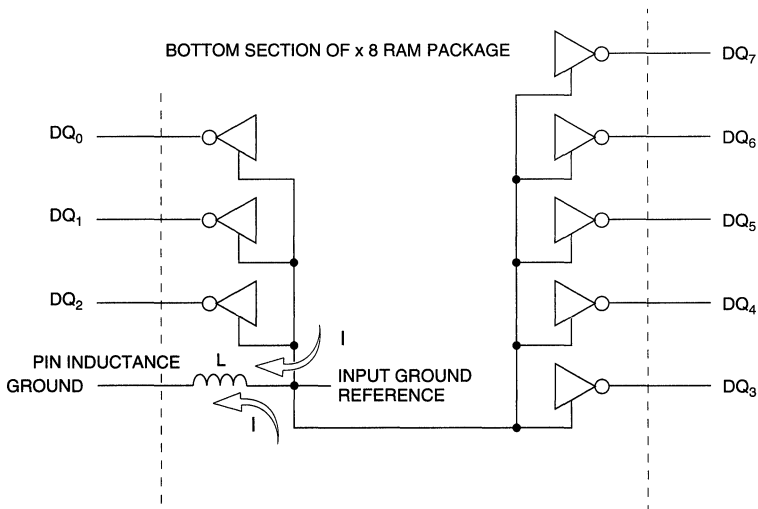 BOTTOM SECTION OF x 8 RAM PACKAGE
DQ₇
DQ₀
DQ₆
DQ₁
DQ₅
DQ₂
DQ₄
I
PIN INDUCTANCE
L
GROUND
INPUT GROUND
REFERENCE
DQ₃
I